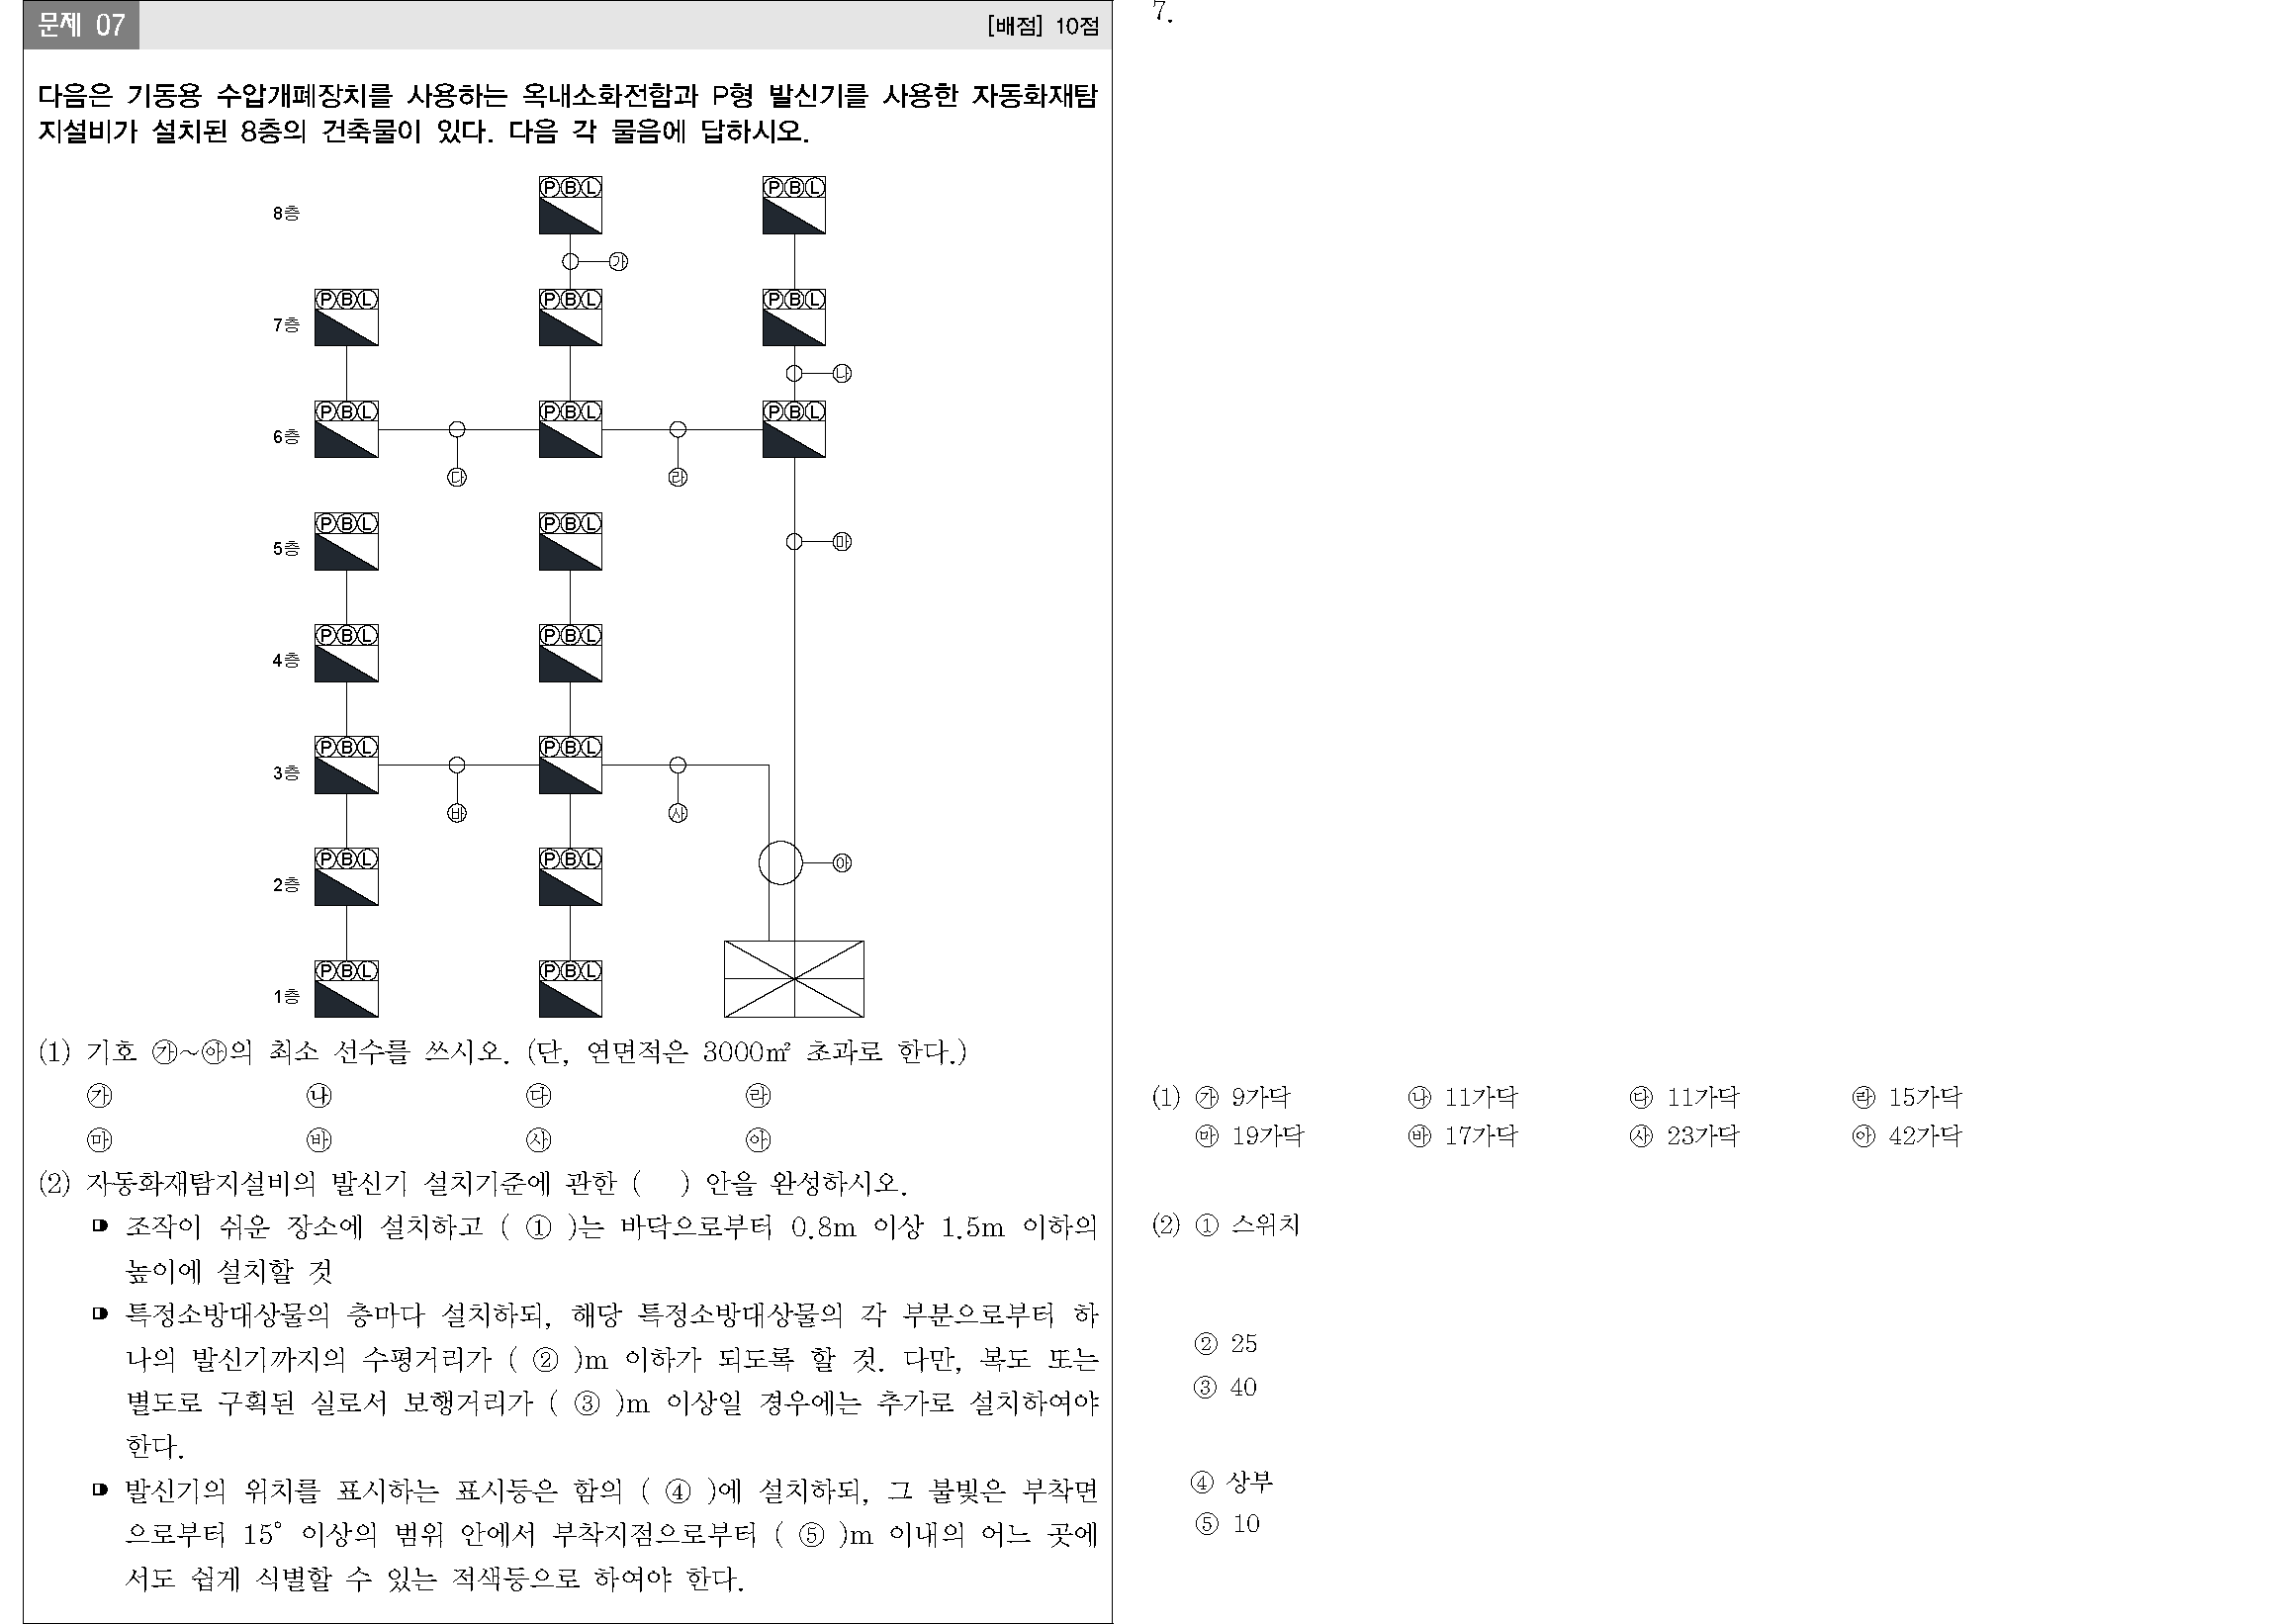 문제 07
[배점] 10점
다음은 기동용 수압개폐장치를 사용하는 옥내소화전함과 P형 발신기를 사용한 자동화재탐
지설비가 설치된 8층의 건축물이 있다. 다음 각 물음에 답하시오.
ⓅⒷⓁ ⓅⒷⓁ
8층
㉮
ⓅⒷⓁ ⓅⒷⓁ ⓅⒷⓁ
7층
㉯
ⓅⒷⓁ ⓅⒷⓁ ⓅⒷⓁ
6층
㉰ ㉱
ⓅⒷⓁ ⓅⒷⓁ
5층
㉲
ⓅⒷⓁ ⓅⒷⓁ
4층
ⓅⒷⓁ ⓅⒷⓁ
3층
㉳ ㉴
ⓅⒷⓁ ⓅⒷⓁ
㉵
2층
ⓅⒷⓁ ⓅⒷⓁ
1층
(1) 기호 ㉮~㉵의 최소 선수를 쓰시오. (단, 연면적은 3000㎡ 초과로 한다.)
㉮ ㉯ ㉰ ㉱
㉲ ㉳ ㉴ ㉵
(2) 자동화재탐지설비의 발신기 설치기준에 관한 (  ) 안을 완성하시오.
조작이 쉬운 장소에 설치하고 ( ① )는 바닥으로부터 0.8m 이상 1.5m 이하의
높이에 설치할 것
특정소방대상물의 층마다 설치하되, 해당 특정소방대상물의 각 부분으로부터 하
나의 발신기까지의 수평거리가 ( ② )m 이하가 되도록 할 것. 다만, 복도 또는
별도로 구획된 실로서 보행거리가 ( ③ )m 이상일 경우에는 추가로 설치하여야
한다.
발신기의 위치를 표시하는 표시등은 함의 ( ④ )에 설치하되, 그 불빛은 부착면
으로부터 15° 이상의 범위 안에서 부착지점으로부터 ( ⑤ )m 이내의 어느 곳에
서도 쉽게 식별할 수 있는 적색등으로 하여야 한다.
7.
(1) ㉮ 9가닥 ㉯ 11가닥 ㉰ 11가닥 ㉱ 15가닥
㉲ 19가닥 ㉳ 17가닥 ㉴ 23가닥 ㉵ 42가닥
(2) ① 스위치
② 25
③ 40
④ 상부
⑤ 10